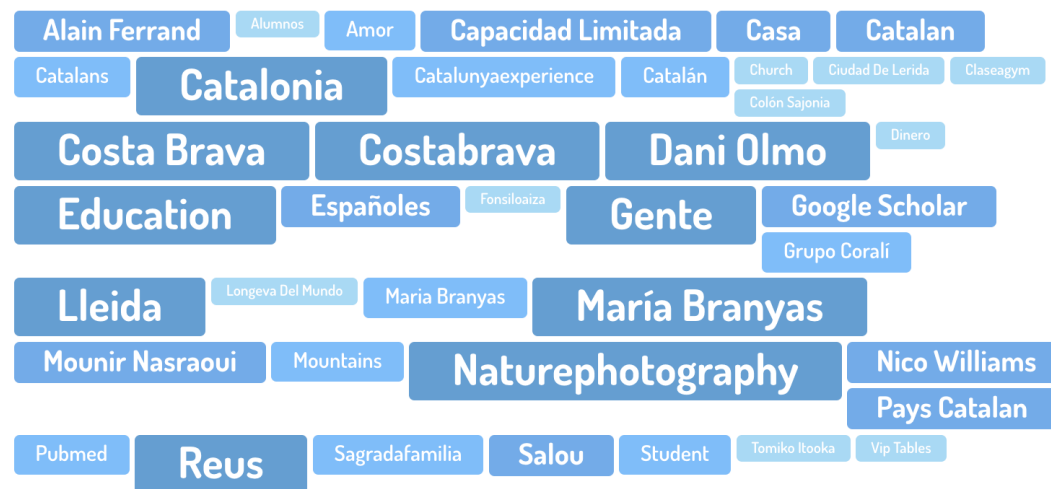 Alain Ferrand Alumnos Amor Capacidad Limitada Casa Catalan
Catalans Catalonia Catalunyaexperience Catalán Church Ciudad De Lerida Claseagym
Colón Sajonia
Costa Brava Costabrava Dani Olmo Dinero
Education Españoles Fonsiloaiza Gente Google Scholar
Grupo Coralí
Lleida Longeva Del Mundo Maria Branyas María Branyas
Mounir Nasraoui Mountains Naturephotography Nico Williams
Pays Catalan
Pubmed Reus Sagradafamilia Salou Student Tomiko Itooka Vip Tables